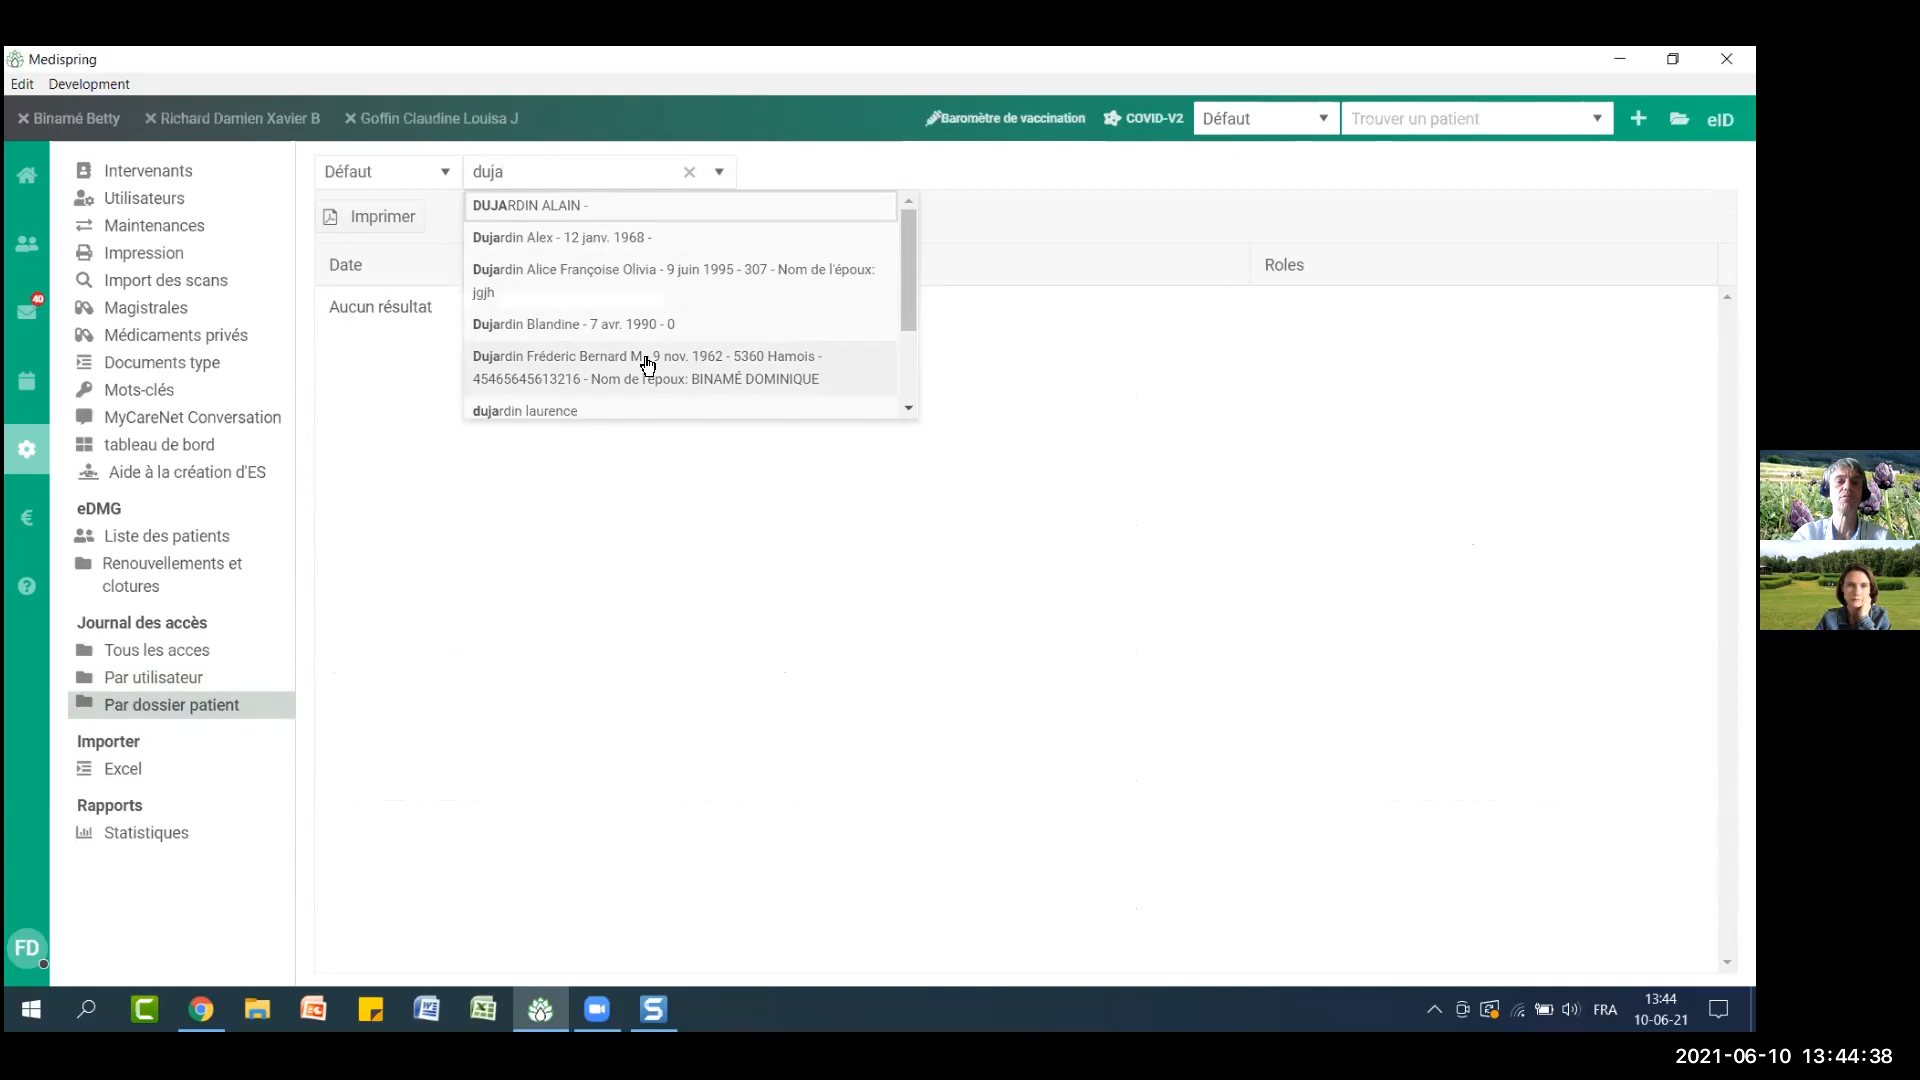 Medispring
Edit Development
Binamé Betty Richard Damien Xavier B Goffin Claudine Louisa J Baromètre de vaccination COVID-V2 Défaut Trouver un patient eID
Intervenants
Utilisateurs
Maintenances
Impression
Import des scans
Magistrales
Médicaments privés
Documents type
Mots-clés
MyCareNet Conversation
tableau de bord
Aide à la création d'ES
eDMG
Liste des patients
Renouvellements et
clotures
Journal des accès
Tous les acces
Par utilisateur
Par dossier patient
Importer
Excel
Rapports
Statistiques
40
FD
Défaut duja
Imprimer
Date Roles
Aucun résultat
DUJARDIN ALAIN -
Dujardin Alex - 12 janv. 1968 -
Dujardin Alice Françoise Olivia - 9 juin 1995 - 307 - Nom de l'époux:
jgjh
Dujardin Blandine - 7 avr. 1990 - 0
Dujardin Fréderic Bernard M 9 nov. 1962 - 5360 Hamois -
45465645613216 - Nom de l'époux: BINAMÉ DOMINIQUE
dujardin laurence
FRA
13:44
10-06-21
2021-06-10 13:44:38